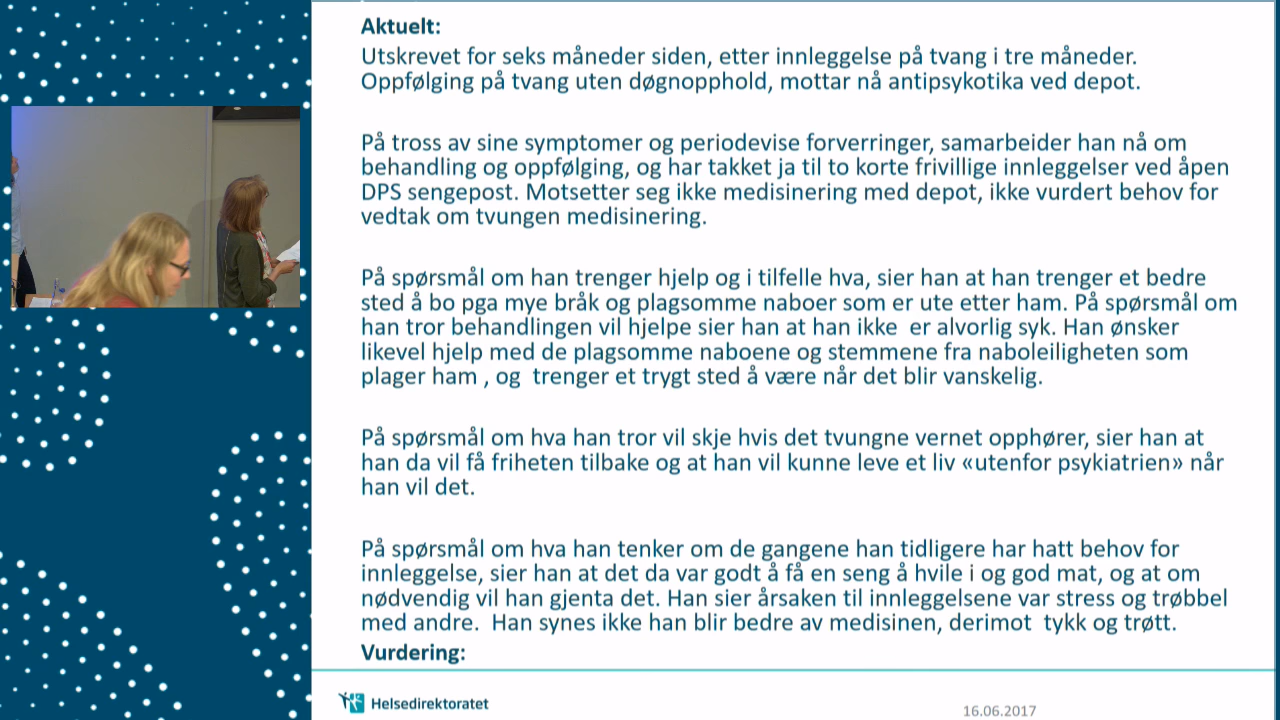 Aktuelt:
Utskrevet for seks måneder siden, etter innleggelse på tvang i tre måneder.
Oppfølging på tvang uten døgnopphold, mottar nå antipsykotika ved depot.
På tross av sine symptomer og periodevise forverringer, samarbeider han nå om
behandling og oppfølging, og har takket ja til to korte frivillige innleggelser ved åpen
DPS sengepost. Motsetter seg ikke medisinering med depot, ikke vurdert behov for
vedtak om tvungen medisinering.
På spørsmål om han trenger hjelp og i tilfelle hva, sier han at han trenger et bedre
sted å bo pga mye bråk og plagsomme naboer som er ute etter ham. På spørsmål om
han tror behandlingen vil hjelpe sier han at han ikke  er alvorlig syk. Han ønsker
likevel hjelp med de plagsomme naboene og stemmene fra naboleiligheten som
plager ham , og  trenger et trygt sted å være når det blir vanskelig.
På spørsmål om hva han tror vil skje hvis det tvungne vernet opphører, sier han at
han da vil få friheten tilbake og at han vil kunne leve et liv «utenfor psykiatrien» når
han vil det.
På spørsmål om hva han tenker om de gangene han tidligere har hatt behov for
innleggelse, sier han at det da var godt å få en seng å hvile i og god mat, og at om
nødvendig vil han gjenta det. Han sier årsaken til innleggelsene var stress og trøbbel
med andre.  Han synes ikke han blir bedre av medisinen, derimot  tykk og trøtt.
Vurdering:
Helsedirektoratet
16.06.2017